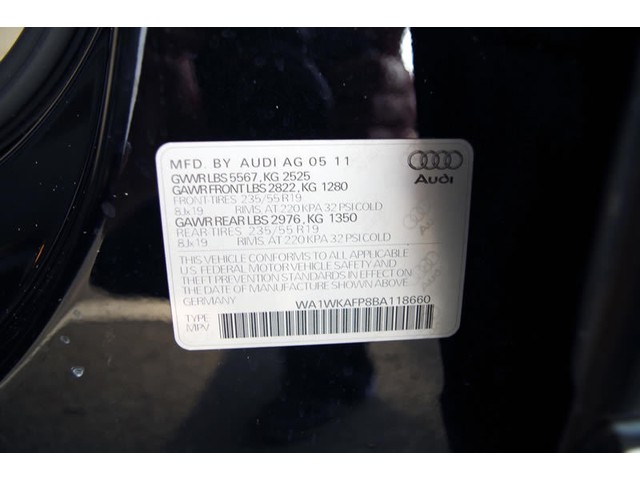 MFD. BY AUDI AG 05 11
GVWR LBS 5567, KG 2525
GAWR FRONT LBS 2822, KG 1280
FRONT-TIRES 235/55 R19
8Jx19 RIMS. AT 220 KPA 32 PSI COLD
GAWR REAR LBS 2976, KG 1350
REAR TIRES 235/55 R19
8Jx19 RIMS. AT 220 KPA 32 PSI COLD
THIS VEHICLE CONFORMS TO ALL APPLICABLE
U.S FEDERAL MOTOR VEHICLE SAFETY AND
THEFT PREVENTION STANDARDS IN EFFECT ON
THE DATE OF MANUFACTURE SHOWN ABOVE.
GERMANY WA1WKAFP8BA118660
TYPE
MPV
Audi